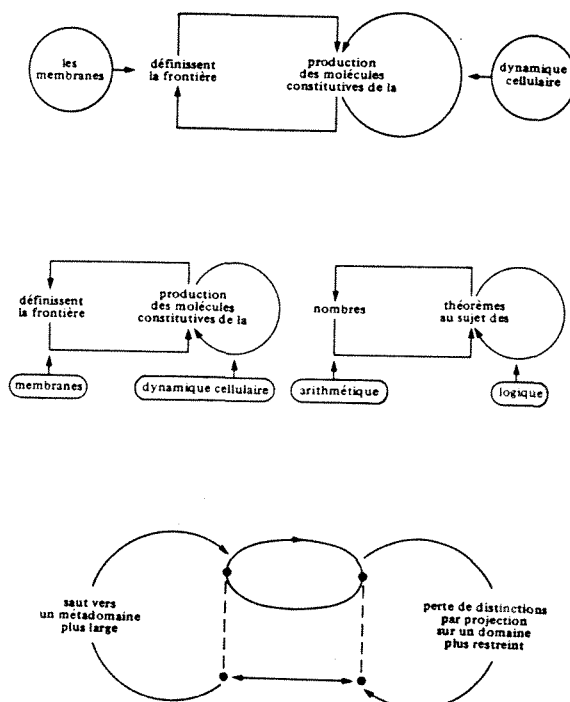 les
membranes
définissent
la frontière
production
des molécules
constitutives de la
dynamique
cellulaire
définissent
la frontière
production
des molécules
constitutives de la
membranes
dynamique cellulaire
nombres
théorèmes
au sujet des
arithmétique
logique
saut vers
un métadomaine
plus large
perte de distinctions
par projection
sur un domaine
plus restreint